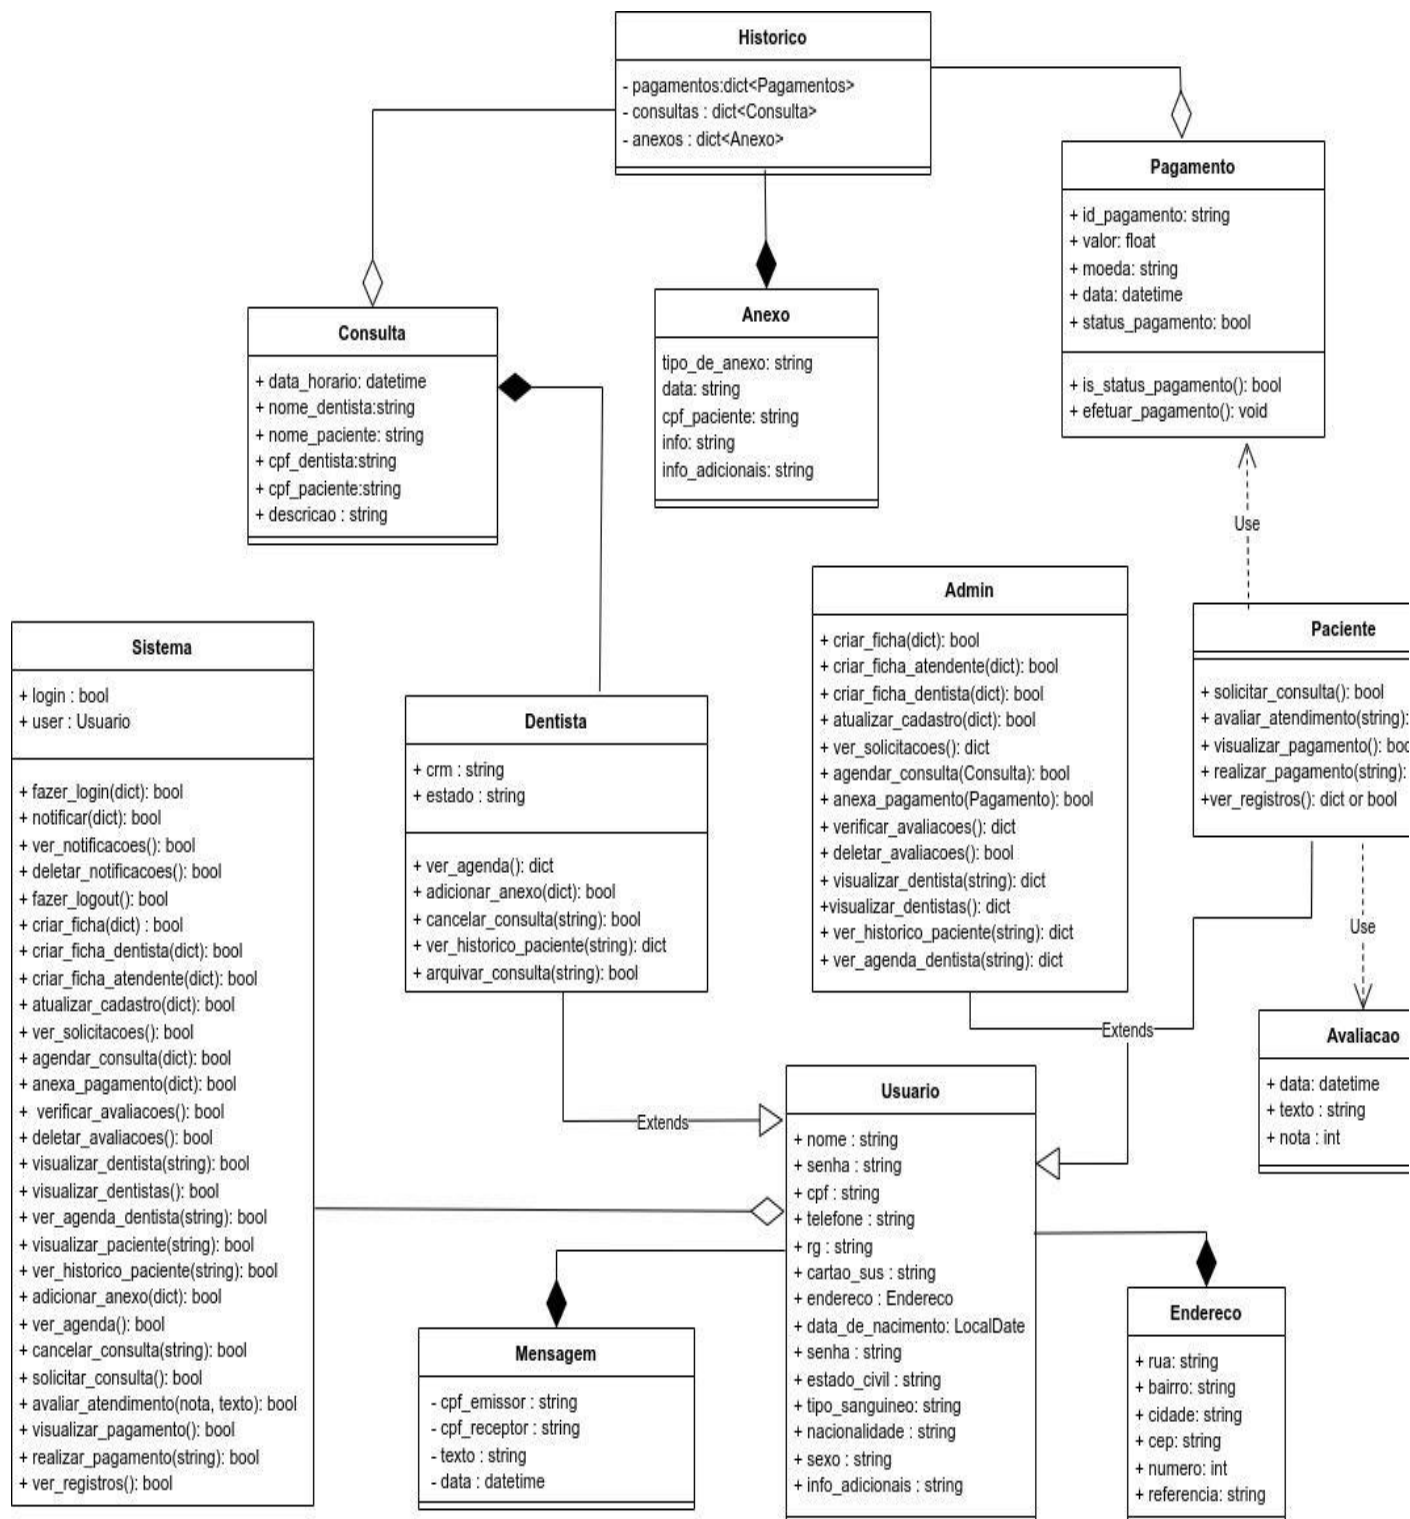 Historico
- pagamentos:dict<Pagamentos>
- consultas : dict<Consulta>
- anexos : dict<Anexo>
Pagamento
+ id_pagamento: string
+ valor: float
+ moeda: string
+ data: datetime
+ status_pagamento: bool
+ is_status_pagamento(): bool
+ efetuar_pagamento(): void
Consulta
+ data_horario: datetime
+ nome_dentista:string
+ nome_paciente: string
+ cpf_dentista:string
+ cpf_paciente:string
+ descricao : string
Anexo
tipo_de_anexo: string
data: string
cpf_paciente: string
info: string
info_adicionais: string
Use
Sistema
+ login : bool
+ user : Usuario
+ fazer_login(dict): bool
+ notificar(dict): bool
+ ver_notificacoes(): bool
+ deletar_notificacoes(): bool
+ fazer_logout(): bool
+ criar_ficha(dict) : bool
+ criar_ficha_dentista(dict): bool
+ criar_ficha_atendente(dict): bool
+ atualizar_cadastro(dict): bool
+ ver_solicitacoes(): bool
+ agendar_consulta(dict): bool
+ anexa_pagamento(dict): bool
+ verificar_avaliacoes(): bool
+ deletar_avaliacoes(): bool
+ visualizar_dentista(string): bool
+ visualizar_dentistas(): bool
+ ver_agenda_dentista(string): bool
+ visualizar_paciente(string): bool
+ ver_historico_paciente(string): bool
+ adicionar_anexo(dict): bool
+ ver_agenda(): bool
+ cancelar_consulta(string): bool
+ solicitar_consulta(): bool
+ avaliar_atendimento(nota, texto): bool
+ visualizar_pagamento(): bool
+ realizar_pagamento(string): bool
+ ver_registros(): bool
Dentista
+ crm : string
+ estado : string
+ ver_agenda(): dict
+ adicionar_anexo(dict): bool
+ cancelar_consulta(string): bool
+ ver_historico_paciente(string): dict
+ arquivar_consulta(string): bool
Admin
+ criar_ficha(dict): bool
+ criar_ficha_atendente(dict): bool
+ criar_ficha_dentista(dict): bool
+ atualizar_cadastro(dict): bool
+ ver_solicitacoes(): dict
+ agendar_consulta(Consulta): bool
+ anexa_pagamento(Pagamento): bool
+ verificar_avaliacoes(): dict
+ deletar_avaliacoes(): bool
+ visualizar_dentista(string): dict
+visualizar_dentistas(): dict
+ ver_historico_paciente(string): dict
+ ver_agenda_dentista(string): dict
Paciente
+ solicitar_consulta(): bool
+ avaliar_atendimento(string):
+ visualizar_pagamento(): boo
+ realizar_pagamento(string):
+ver_registros(): dict or bool
Use
Extends
Extends
Avaliacao
+ data: datetime
+ texto : string
+ nota : int
Usuario
+ nome : string
+ senha : string
+ cpf : string
+ telefone : string
+ rg : string
+ cartao_sus : string
+ endereco : Endereco
+ data_de_nacimento: LocalDate
+ senha : string
+ estado_civil : string
+ tipo_sanguineo: string
+ nacionalidade : string
+ sexo : string
+ info_adicionais : string
Mensagem
- cpf_emissor : string
- cpf_receptor : string
- texto : string
- data : datetime
Endereco
+ rua: string
+ bairro: string
+ cidade: string
+ cep: string
+ numero: int
+ referencia: string